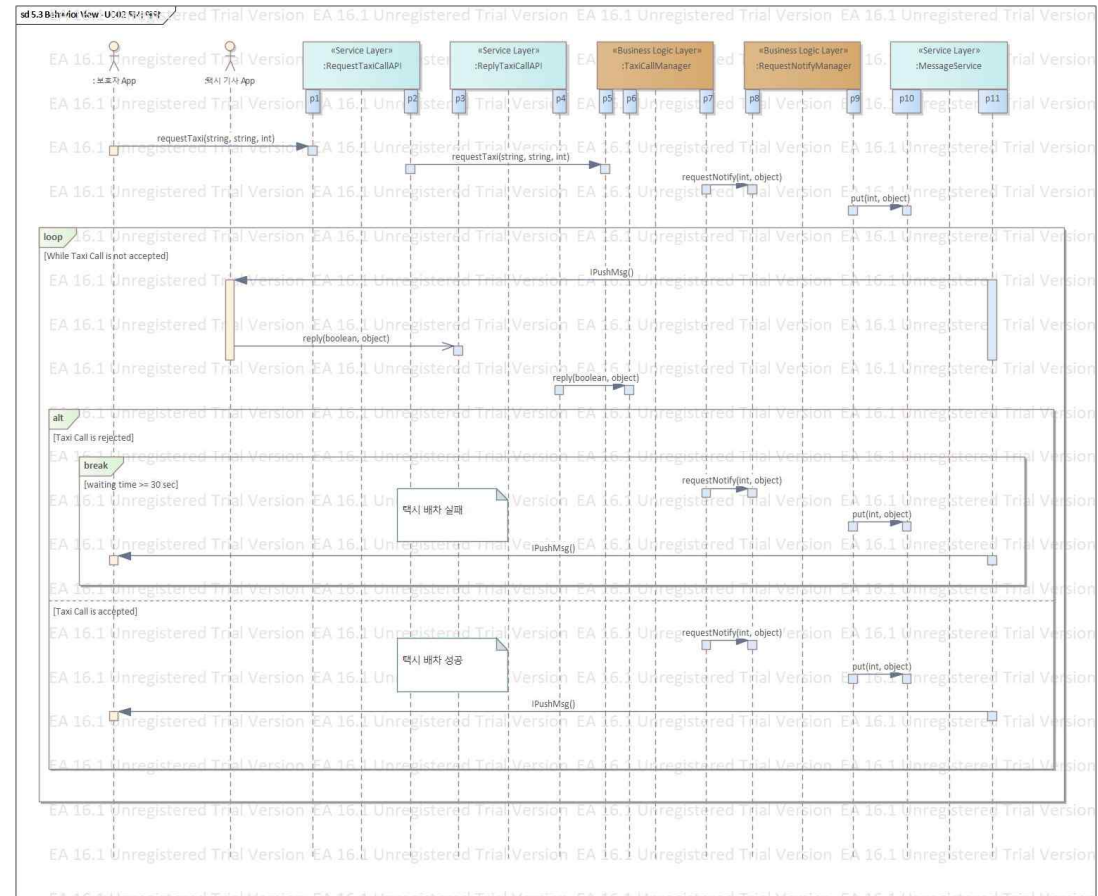 sd 5.3 Behavior View - UC02
:보호자 App
:택시 기사 App
«Service Layer»
:RequestTaxiCallAPI
«Service Layer»
:ReplyTaxiCallAPI
«Business Logic Layer»
:TaxiCallManager
«Business Logic Layer»
:RequestNotifyManager
«Service Layer»
:MessageService
p1 p2 p3 p4 p5 p6 p7 p8 p9 p10 p11
requestTaxi(string, string, int)
requestTaxi(string, string, int)
requestNotify(int, object)
put(int, object)
loop
[While Taxi Call is not accepted]
IPushMsg()
reply(boolean, object)
reply(boolean, object)
alt
[Taxi Call is rejected]
break
[waiting time >= 30 sec]
requestNotify(int, object)
택시 배차 실패
put(int, object)
IPushMsg()
[Taxi Call is accepted]
requestNotify(int, object)
택시 배차 성공
put(int, object)
IPushMsg()
EA 16.1 Unregistered Trial Version